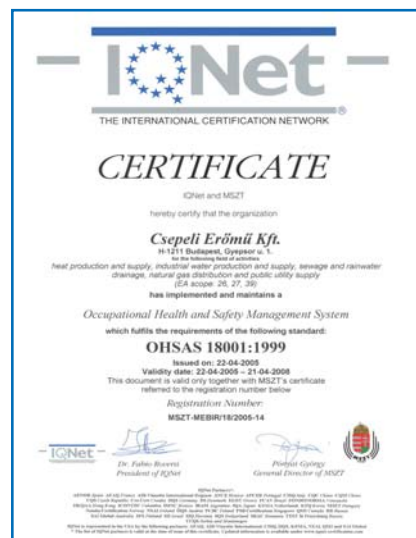 IQNet
®
THE INTERNATIONAL CERTIFICATION NETWORK
CERTIFICATE
IQNet and MSZT
hereby certify that the organization
Csepeli Erőmű Kft.
H-1211 Budapest, Gyepsor u. 1.
for the following field of activities
heat production and supply, industrial water production and supply, sewage and rainwater
drainage, natural gas distribution and public utility supply
(EA scope: 26, 27, 39)
has implemented and maintains a
Occupational Health and Safety Management System
which fulfils the requirements of the following standard:
OHSAS 18001:1999
Issued on: 22-04-2005
Validity date: 22-04-2005 - 21-04-2008
This document is valid only together with MSZT's certificate
referred to the registration number below
Registration Number:
MSZT-MEBIR/18/2005-14
IQNet
Dr. Fabio Roversi
President of IQNet
György
General Director of MSZT
IQNet Partners*: